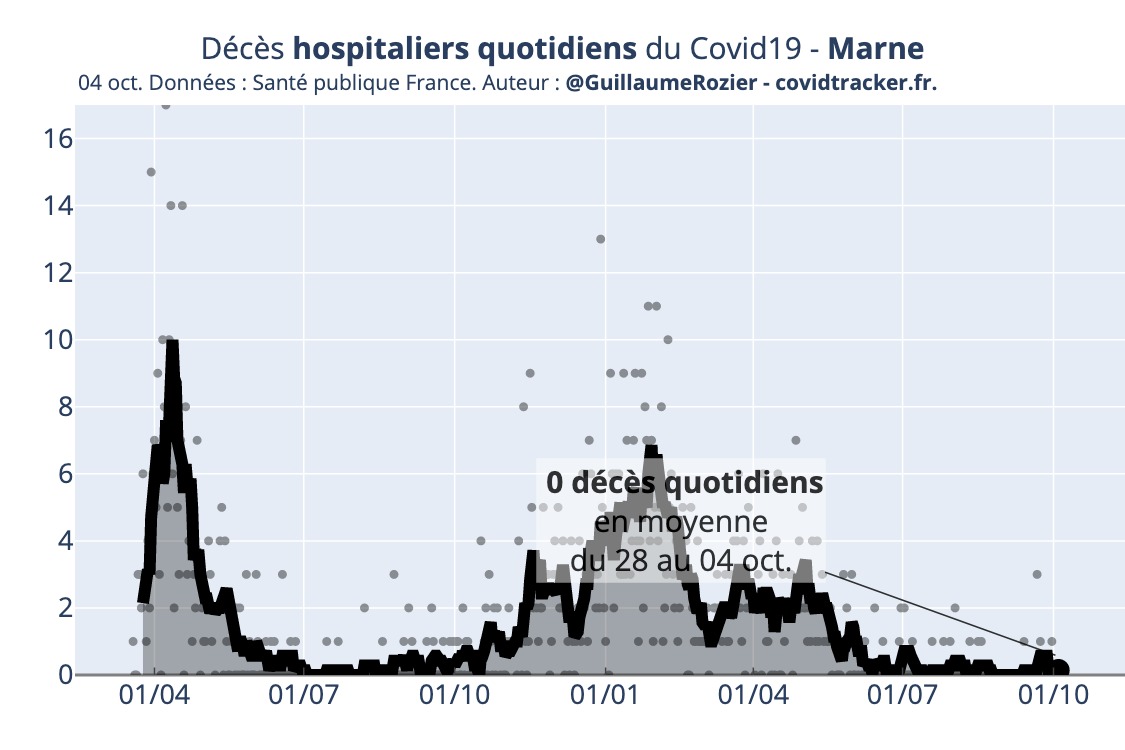 Décès hospitaliers quotidiens du Covid19 - Marne
04 oct. Données : Santé publique France. Auteur : @GuillaumeRozier - covidtracker.fr.
16
14
12
10
8
6
4
2
0
0 décès quotidiens
en moyenne
du 28 au 04 oct.
01/04 01/07 01/10 01/01 01/04 01/07 01/10